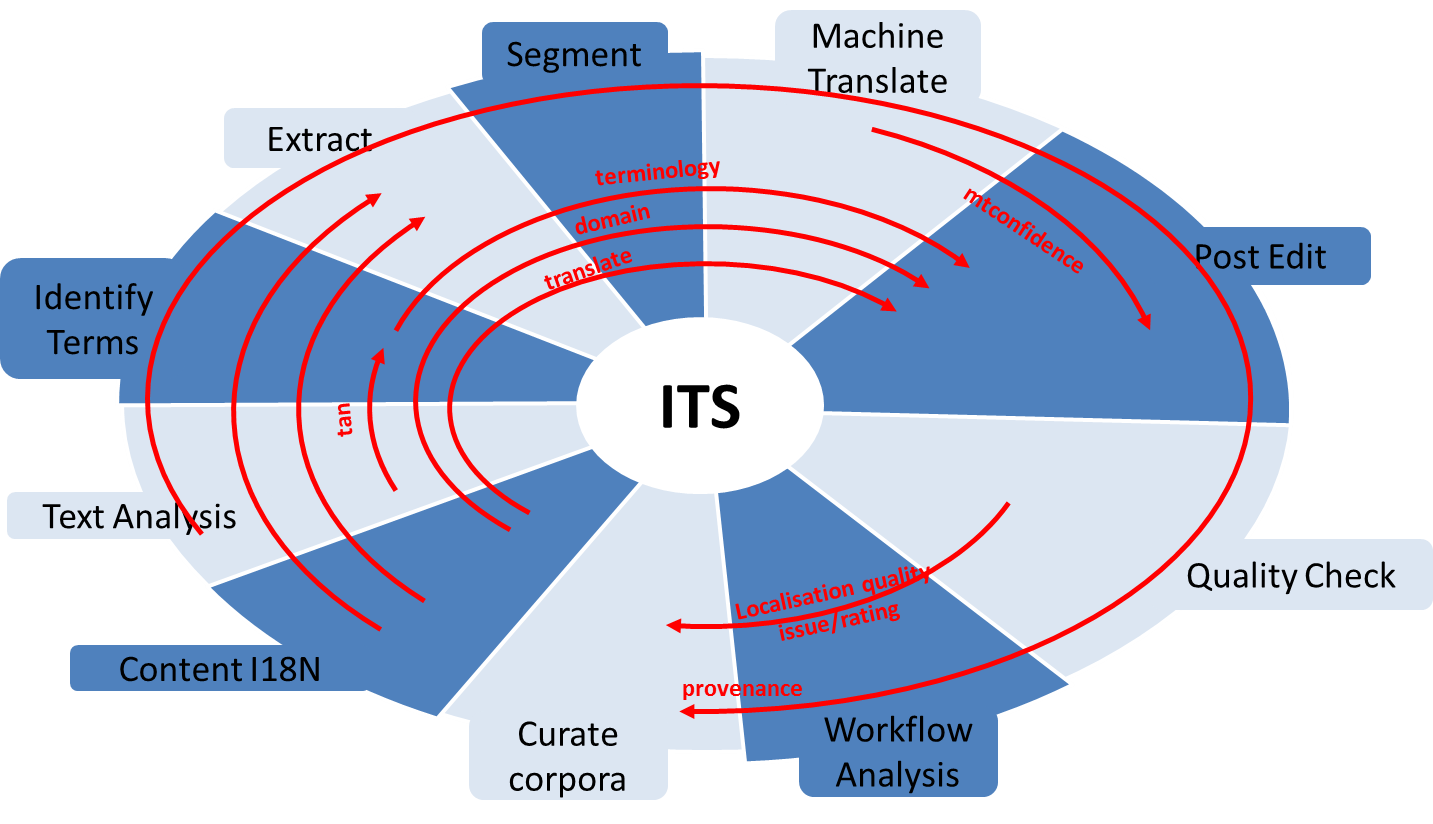 Segment
Machine
Translate
Extract
terminology
mtconfidence
domain
Post Edit
translate
Identify
Terms
ITS
tan
Text Analysis
Quality Check
Localisation quality
issue/rating
Content I18N
provenance
Curate
corpora
Workflow
Analysis